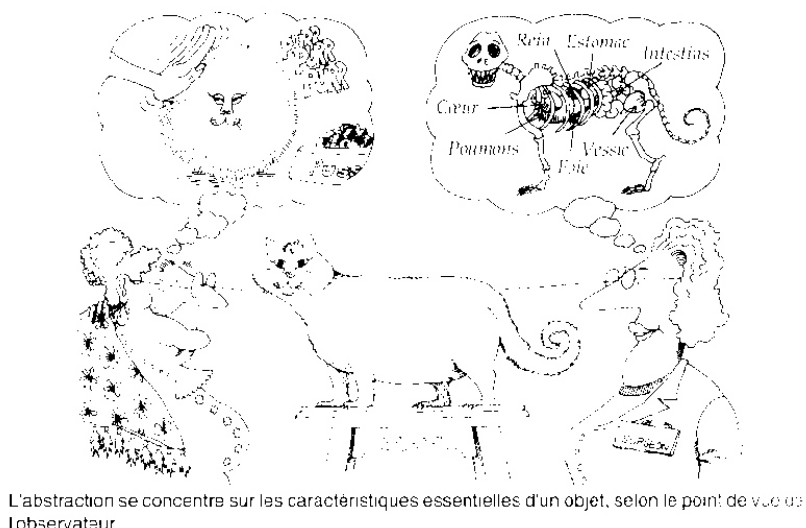 Rein Estomac
Intestins
Cœur
Poumons
Vessie
Foie
L'abstraction se concentre sur les caractéristiques essentielles d'un objet, selon le point de vue de
l'observateur